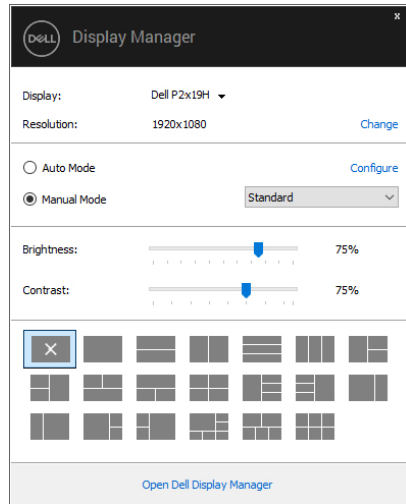 x
DELL Display Manager
Display: Dell P2x19H
Resolution: 1920x1080 Change
Auto Mode Configure
Manual Mode Standard
Brightness: 75%
Contrast: 75%
Open Dell Display Manager